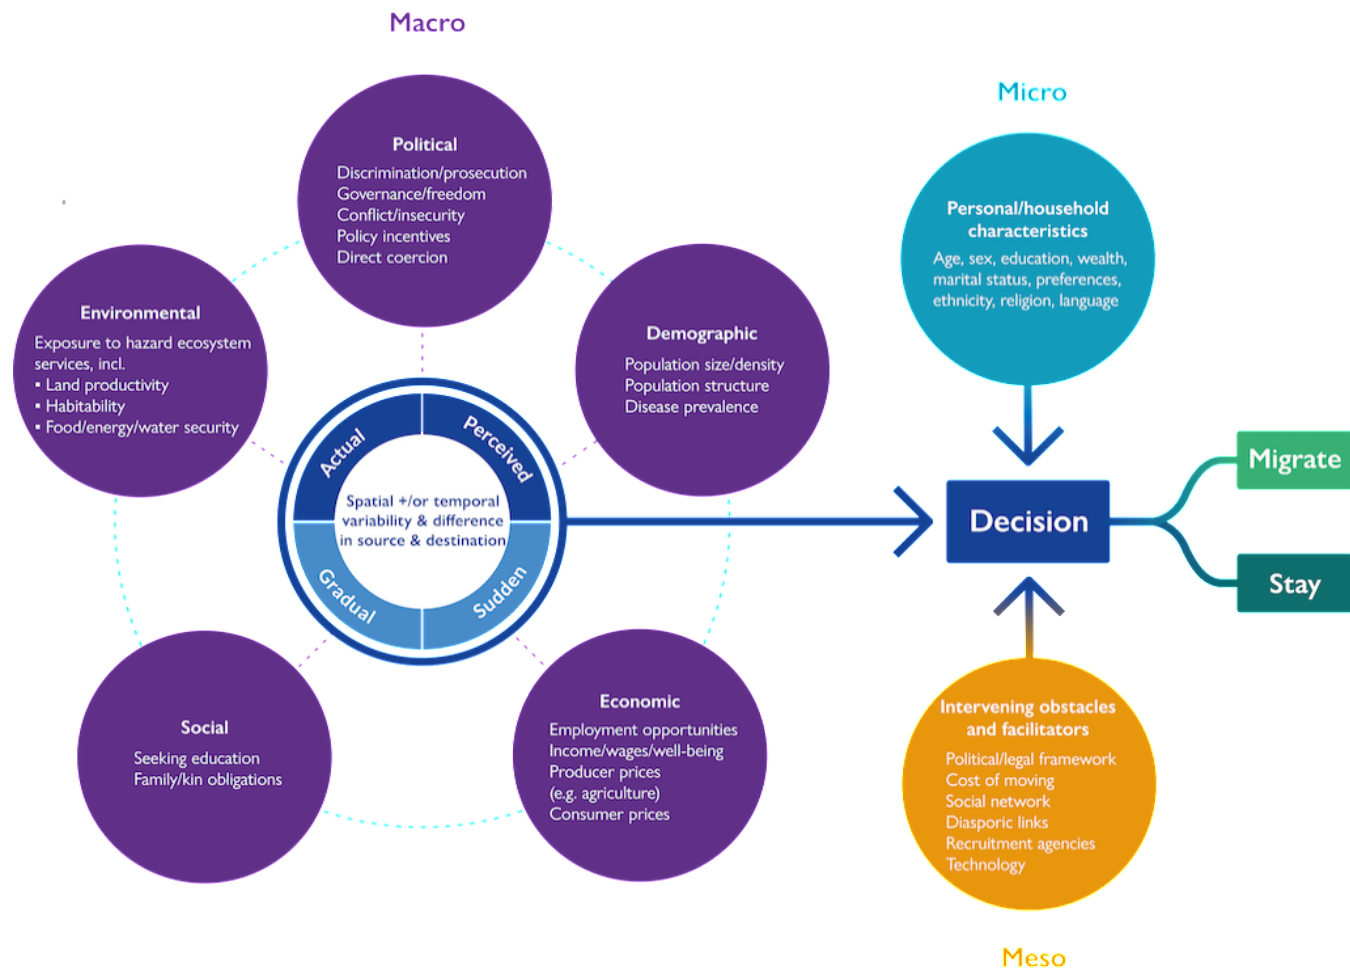 Macro
Political
Discrimination/prosecution
Governance/freedom
Conflict/insecurity
Policy incentives
Direct coercion
Environmental
Exposure to hazard ecosystem
services, incl.
▪ Land productivity
▪ Habitability
▪ Food/energy/water security
Demographic
Population size/density
Population structure
Disease prevalence
Actual
Perceived
Spatial +/or temporal
variability & difference
in source & destination
Gradual
Sudden
Social
Seeking education
Family/kin obligations
Economic
Employment opportunities
Income/wages/well-being
Producer prices
(e.g. agriculture)
Consumer prices
Micro
Personal/household
characteristics
Age, sex, education, wealth,
marital status, preferences,
ethnicity, religion, language
Decision
Migrate
Stay
Intervening obstacles
and facilitators
Political/legal framework
Cost of moving
Social network
Diasporic links
Recruitment agencies
Technology
Meso